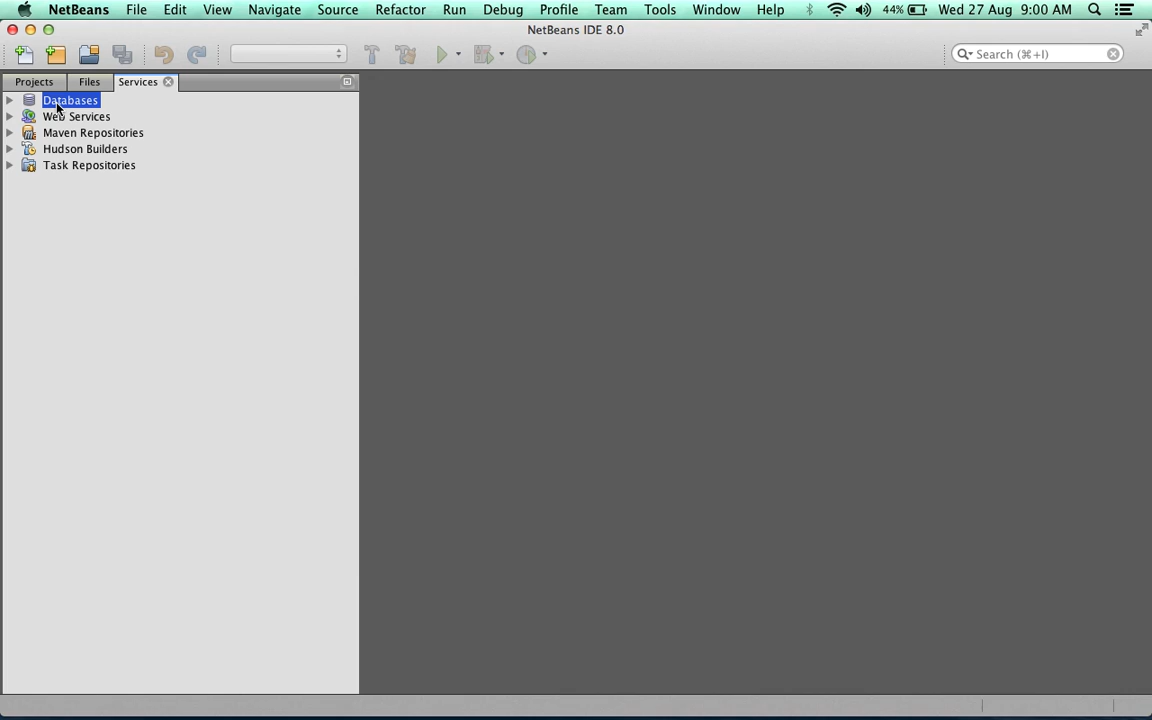 NetBeans File Edit View Navigate Source Refactor Run Debug Profile Team Tools Window Help 44% Wed 27 Aug 9:00 AM
NetBeans IDE 8.0
Search (⌘+I)
Projects Files Services
Databases
Web Services
Maven Repositories
Hudson Builders
Task Repositories